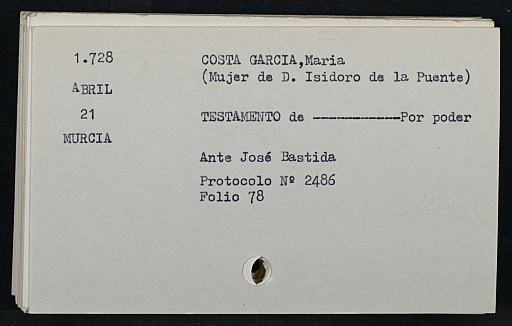 1.728
ABRIL
21
MURCIA
COSTA GARCIA,Maria
(Mujer de D. Isidoro de la Puente)
TESTAMENTO de -----------Por poder
Ante José Bastida
Protocolo Nº 2486
Folio 78